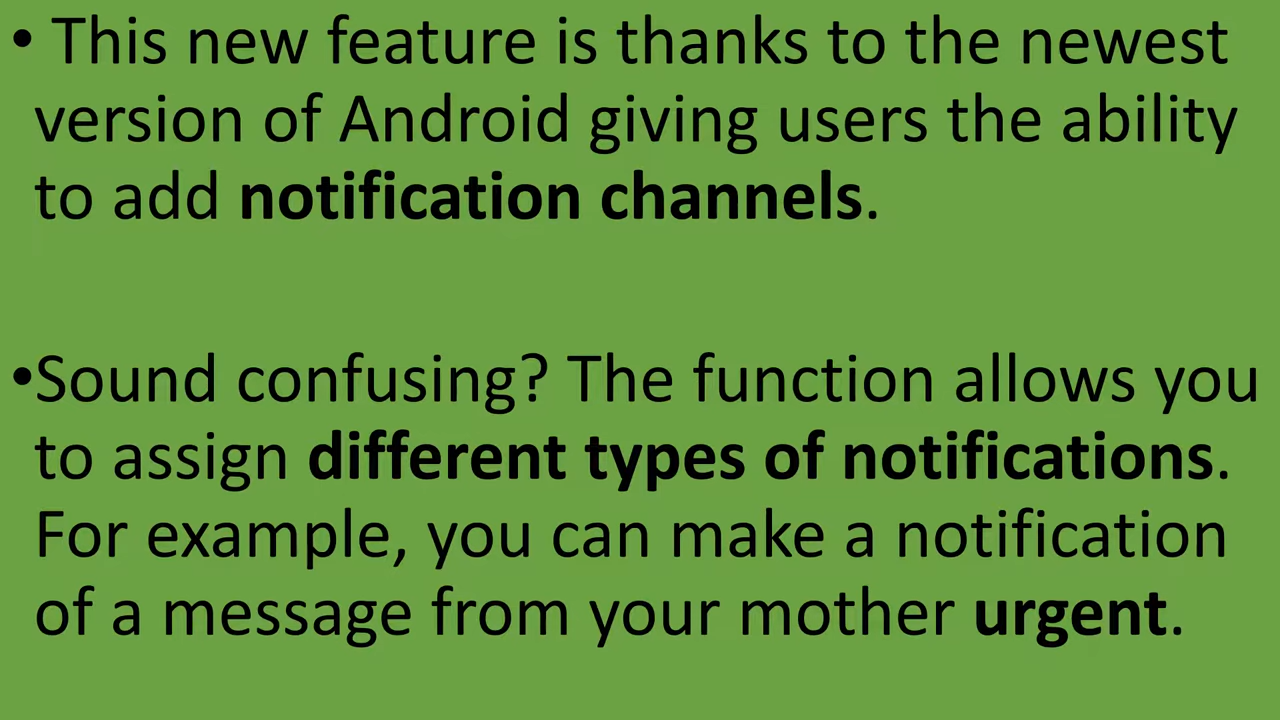 • This new feature is thanks to the newest
version of Android giving users the ability
to add notification channels.
•Sound confusing? The function allows you
to assign different types of notifications.
For example, you can make a notification
of a message from your mother urgent.